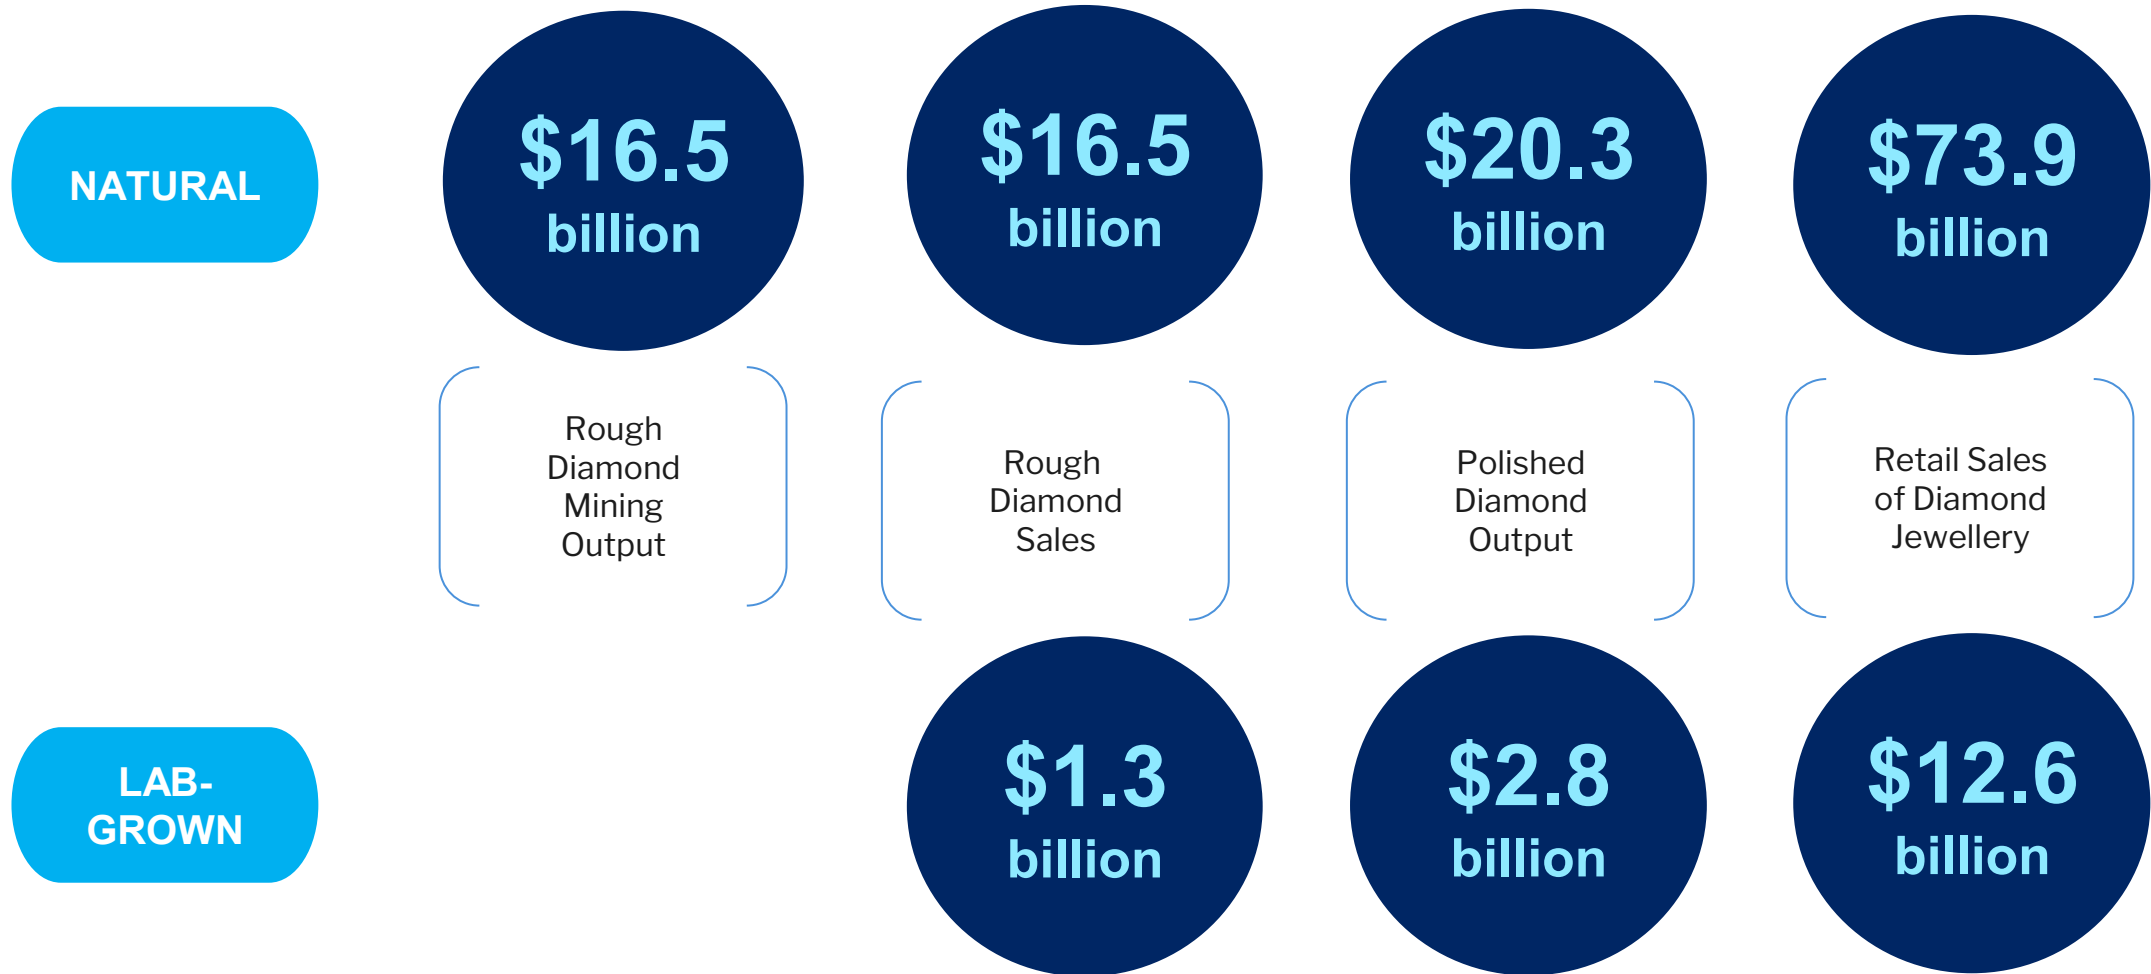 NATURAL
$16.5
billion
$16.5
billion
$20.3
billion
$73.9
billion
Rough
Diamond
Mining
Output
Rough
Diamond
Sales
Polished
Diamond
Output
Retail Sales
of Diamond
Jewellery
LAB-
GROWN
$1.3
billion
$2.8
billion
$12.6
billion